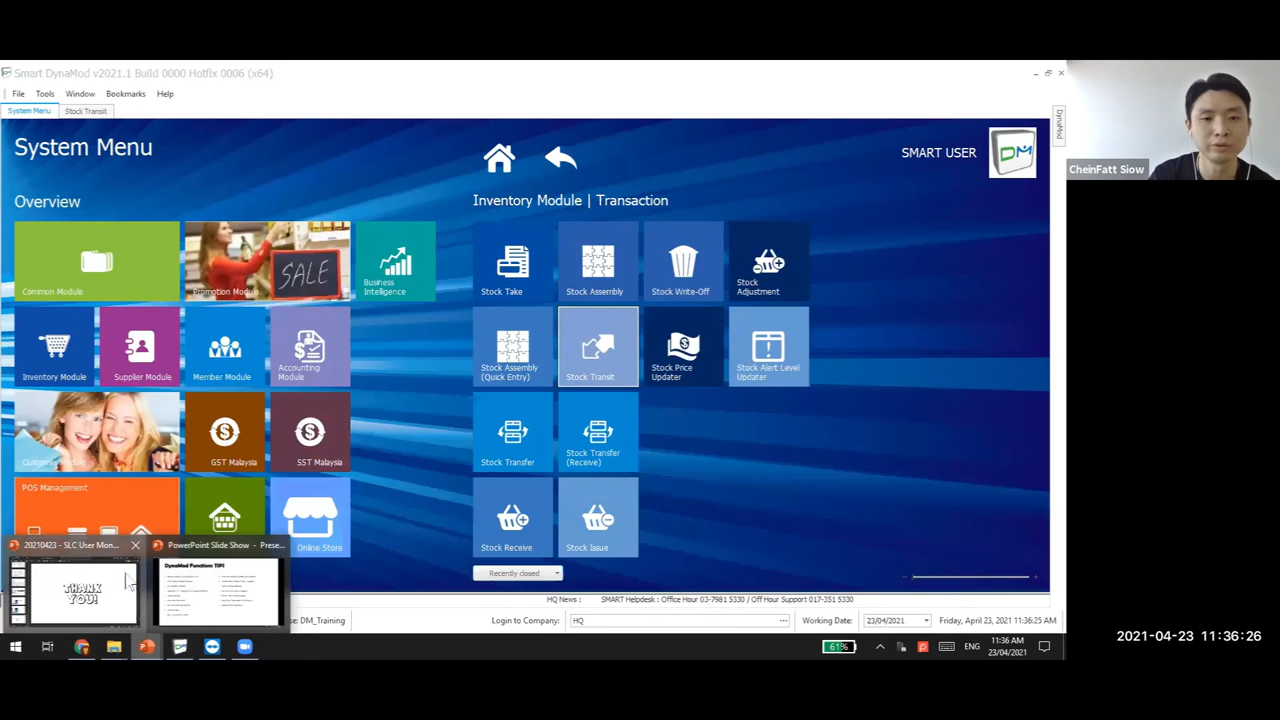 Smart DynaMod v2021.1 Build 0000 Hotfix 0006 (x64)
File Tools Window Bookmarks Help
System Menu Stock Transit
DynaMod
System Menu
SMART USER
DM
CheinFatt Siow
Overview
Inventory Module | Transaction
Common Module
Promotion Module
SALE
Business
Intelligence
Stock Take
Stock Assembly
Stock Write-Off
Stock
Adjustment
Inventory Module
Supplier Module
Member Module
Accounting
Module
Stock Assembly
(Quick Entry)
Stock Transit
Stock Price
Updater
Stock Alert Level
Updater
Customer Module
GST Malaysia
SST Malaysia
Stock Transfer
Stock Transfer
(Receive)
POS Management
Online Store
Stock Receive
Stock Issue
20210423 - SLC User Mon...
PowerPoint Slide Show - Prese...
THANK
YOU!
DynaMod Functions TIPS
Recently closed
HQ News :
SMART Helpdesk : Office Hour 03-7981 5330 / Off Hour Support 017-351 5330
se: DM_Training
Login to Company:
HQ
Working Date:
23/04/2021
Friday, April 23, 2021 11:36:25 AM
61%
ENG
11:36 AM
23/04/2021
2021-04-23 11:36:26